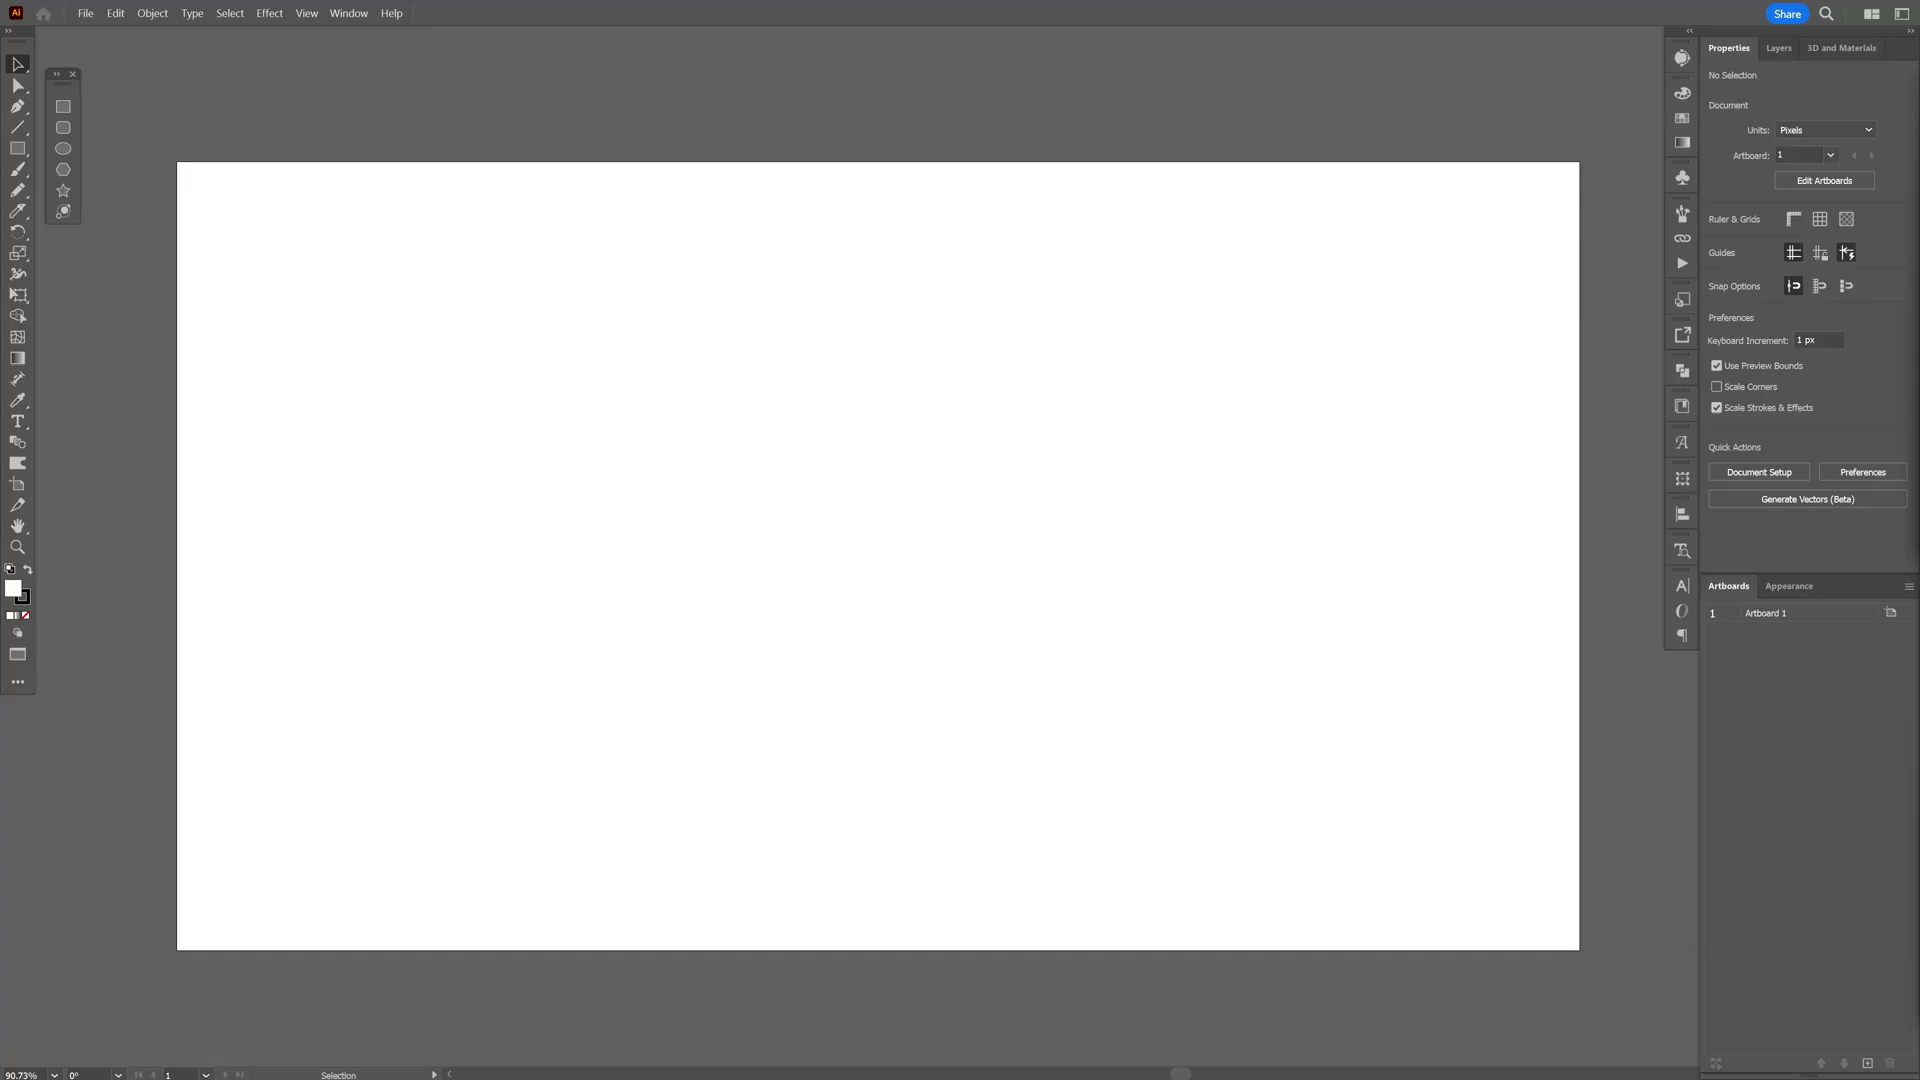 Ai File Edit Object Type Select Effect View Window Help Share
Properties Layers 3D and Materials
No Selection
Document
Units: Pixels
Artboard: 1
Edit Artboards
Ruler & Grids
Guides
Snap Options
Preferences
Keyboard Increment: 1 px
Use Preview Bounds
Scale Corners
Scale Strokes & Effects
Quick Actions
Document Setup Preferences
Generate Vectors (Beta)
Artboards Appearance
1 Artboard 1
90.73% 0° 1 Selection